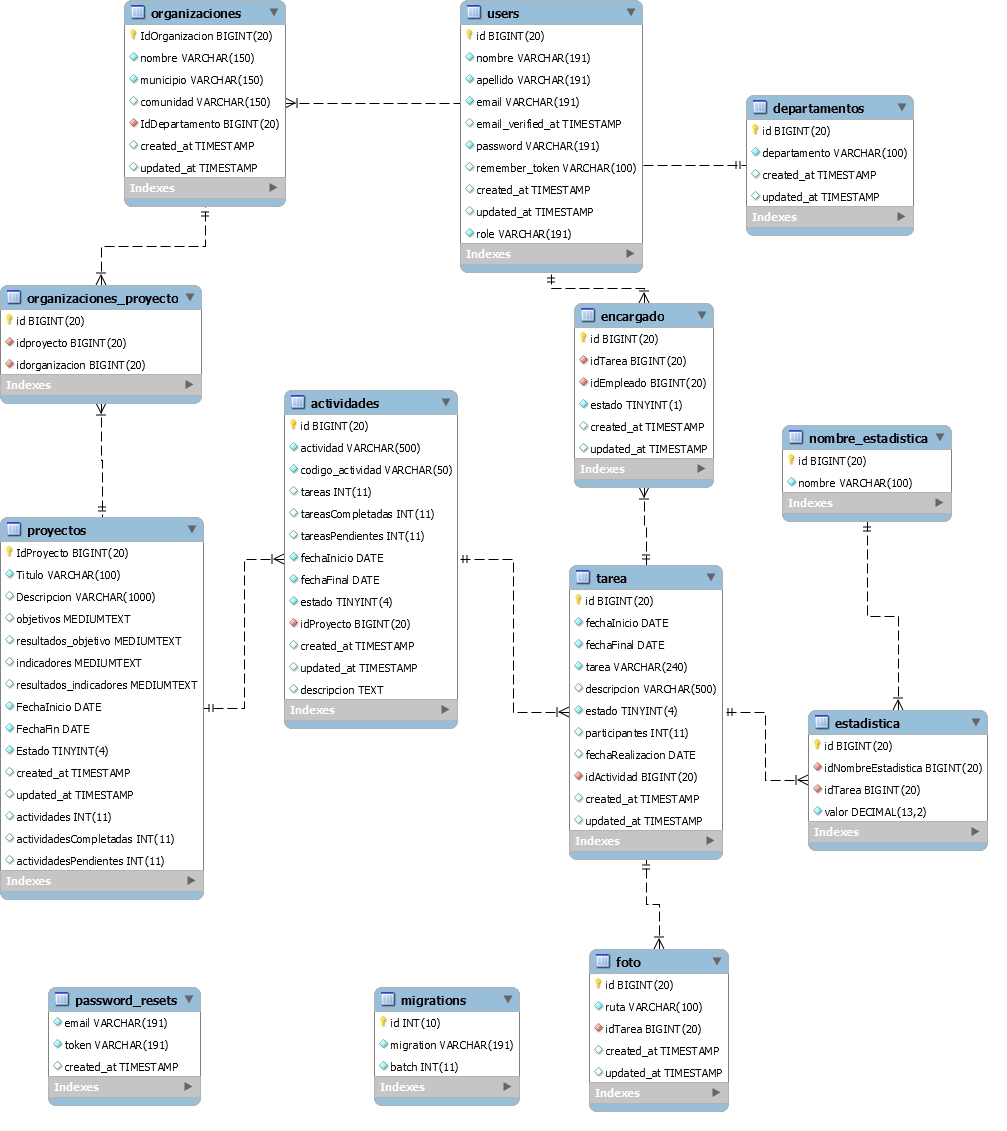 organizaciones
IdOrganizacion BIGINT(20)
nombre VARCHAR(150)
municipio VARCHAR(150)
comunidad VARCHAR(150)
IdDepartamento BIGINT(20)
created_at TIMESTAMP
updated_at TIMESTAMP
Indexes
users
id BIGINT(20)
nombre VARCHAR(191)
apellido VARCHAR(191)
email VARCHAR(191)
email_verified_at TIMESTAMP
password VARCHAR(191)
remember_token VARCHAR(100)
created_at TIMESTAMP
updated_at TIMESTAMP
role VARCHAR(191)
Indexes
departamentos
id BIGINT(20)
departamento VARCHAR(100)
created_at TIMESTAMP
updated_at TIMESTAMP
Indexes
organizaciones_proyecto
id BIGINT(20)
idproyecto BIGINT(20)
idorganizacion BIGINT(20)
Indexes
encargado
id BIGINT(20)
idTarea BIGINT(20)
idEmpleado BIGINT(20)
estado TINYINT(1)
created_at TIMESTAMP
updated_at TIMESTAMP
Indexes
actividades
id BIGINT(20)
actividad VARCHAR(500)
codigo_actividad VARCHAR(50)
tareas INT(11)
tareasCompletadas INT(11)
tareasPendientes INT(11)
fechaInicio DATE
fechaFinal DATE
estado TINYINT(4)
idProyecto BIGINT(20)
created_at TIMESTAMP
updated_at TIMESTAMP
descripcion TEXT
Indexes
nombre_estadistica
id BIGINT(20)
nombre VARCHAR(100)
Indexes
proyectos
IdProyecto BIGINT(20)
Titulo VARCHAR(100)
Descripcion VARCHAR(1000)
objetivos MEDIUMTEXT
resultados_objetivo MEDIUMTEXT
indicadores MEDIUMTEXT
resultados_indicadores MEDIUMTEXT
FechaInicio DATE
FechaFin DATE
Estado TINYINT(4)
created_at TIMESTAMP
updated_at TIMESTAMP
actividades INT(11)
actividadesCompletadas INT(11)
actividadesPendientes INT(11)
Indexes
tarea
id BIGINT(20)
fechaInicio DATE
fechaFinal DATE
tarea VARCHAR(240)
descripcion VARCHAR(500)
estado TINYINT(4)
participantes INT(11)
fechaRealizacion DATE
idActividad BIGINT(20)
created_at TIMESTAMP
updated_at TIMESTAMP
Indexes
estadistica
id BIGINT(20)
idNombreEstadistica BIGINT(20)
idTarea BIGINT(20)
valor DECIMAL(13,2)
Indexes
foto
id BIGINT(20)
ruta VARCHAR(100)
idTarea BIGINT(20)
created_at TIMESTAMP
updated_at TIMESTAMP
Indexes
password_resets
email VARCHAR(191)
token VARCHAR(191)
created_at TIMESTAMP
Indexes
migrations
id INT(10)
migration VARCHAR(191)
batch INT(11)
Indexes